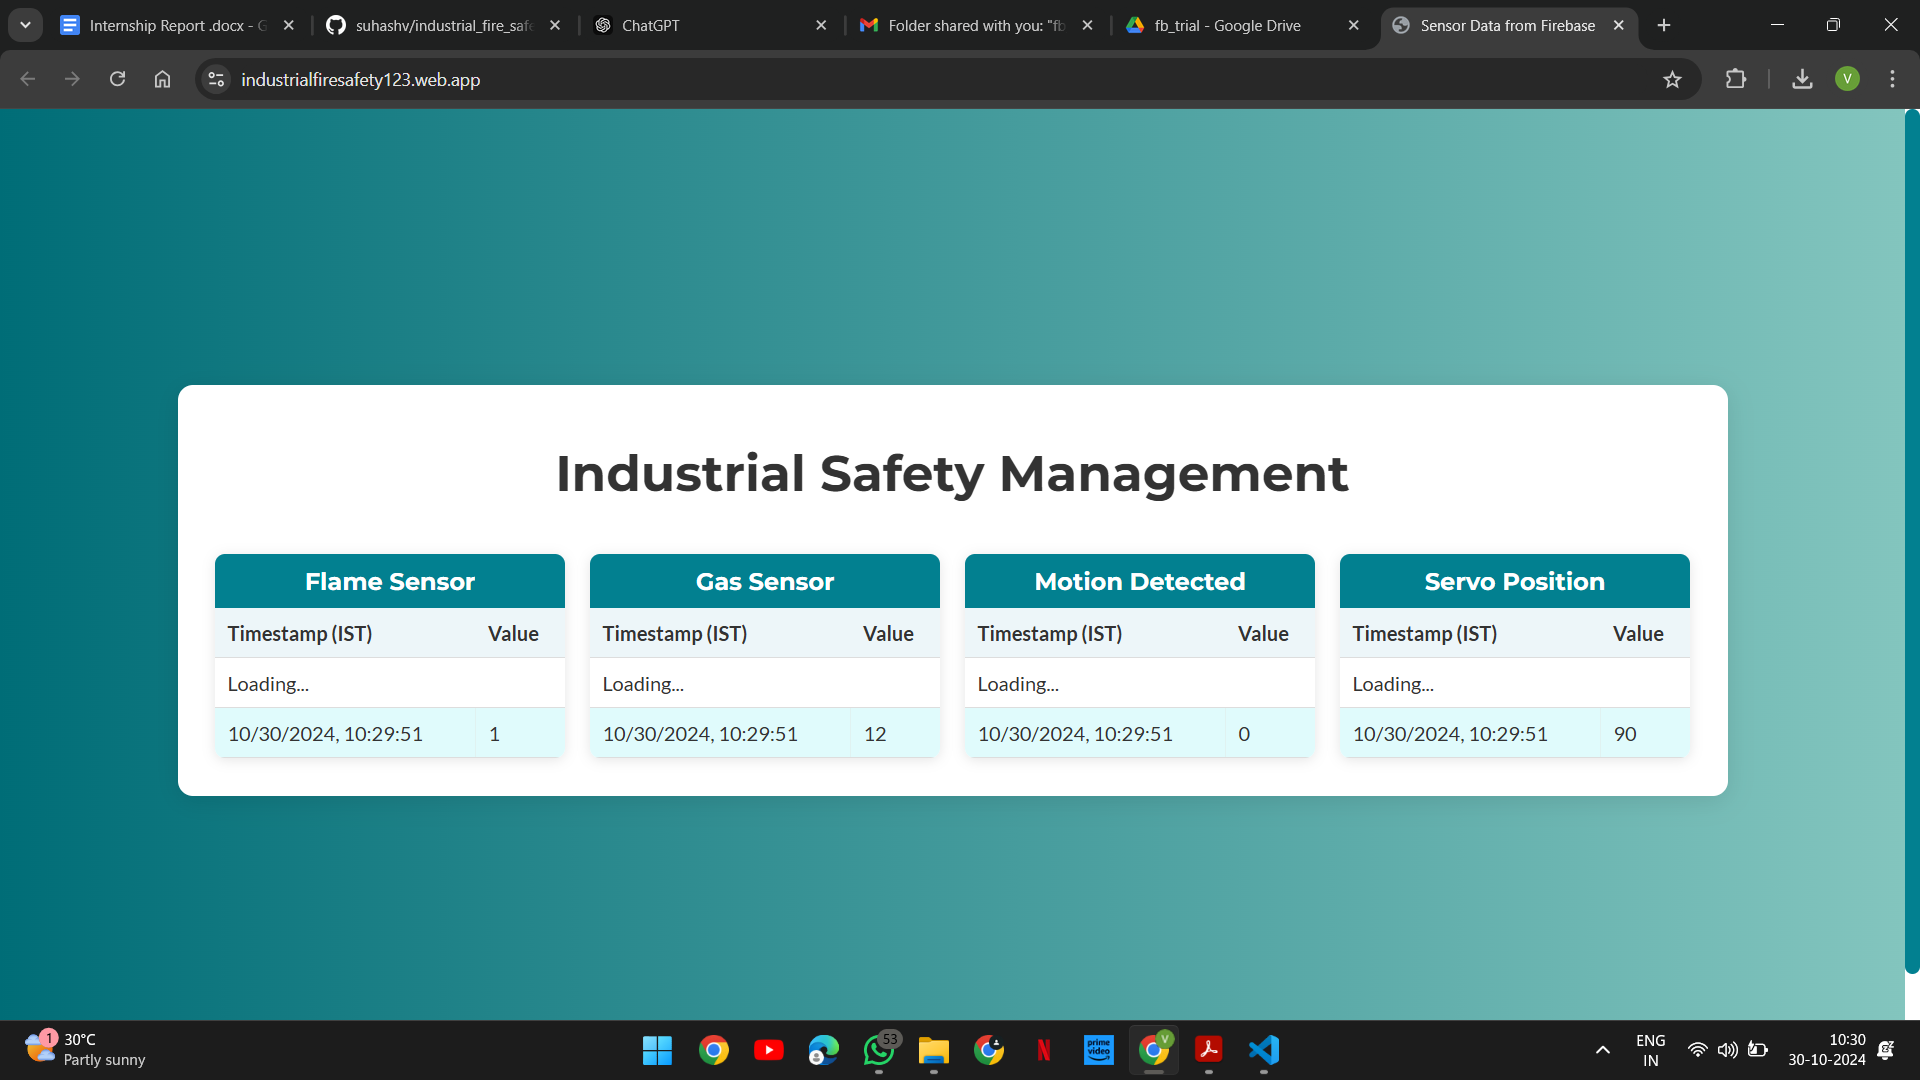 Internship Report .docx - G
suhashv/industrial_fire_safe
ChatGPT
Folder shared with you: "fb
fb_trial - Google Drive
Sensor Data from Firebase
industrialfiresafety123.web.app
V
Industrial Safety Management
Flame Sensor
Timestamp (IST) Value
Loading...
10/30/2024, 10:29:51 1
Gas Sensor
Timestamp (IST) Value
Loading...
10/30/2024, 10:29:51 12
Motion Detected
Timestamp (IST) Value
Loading...
10/30/2024, 10:29:51 0
Servo Position
Timestamp (IST) Value
Loading...
10/30/2024, 10:29:51 90
1
30°C
Partly sunny
53
N
prime
video
V
ENG
IN
10:30
30-10-2024